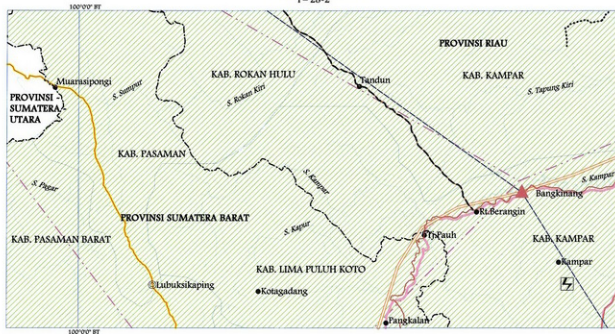 100°0'0" BT
PROVINSI RIAU
KAB. ROKAN HULU
KAB. KAMPAR
Muarasipongi
Tandun
S. Sumpur
S. Rokan Kiri
S. Tapung Kiri
PROVINSI
SUMATERA
UTARA
KAB. PASAMAN
S. Kampar
S. Kampar
S. Pagar
Bangkinang
Rt.Berangin
PROVINSI SUMATERA BARAT
S. Kapur
Tj.Pauh
KAB. PASAMAN BARAT
KAB. KAMPAR
KAB. LIMA PULUH KOTO
Kampar
Lubuksikaping
Kotagadang
Pangkalan
100°0'0" BT